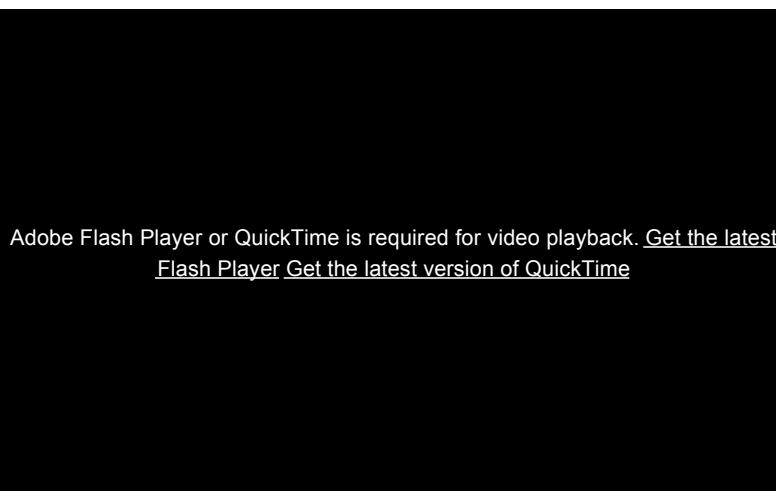 Adobe Flash Player or QuickTime is required for video playback. Get the latest
Flash Player Get the latest version of QuickTime